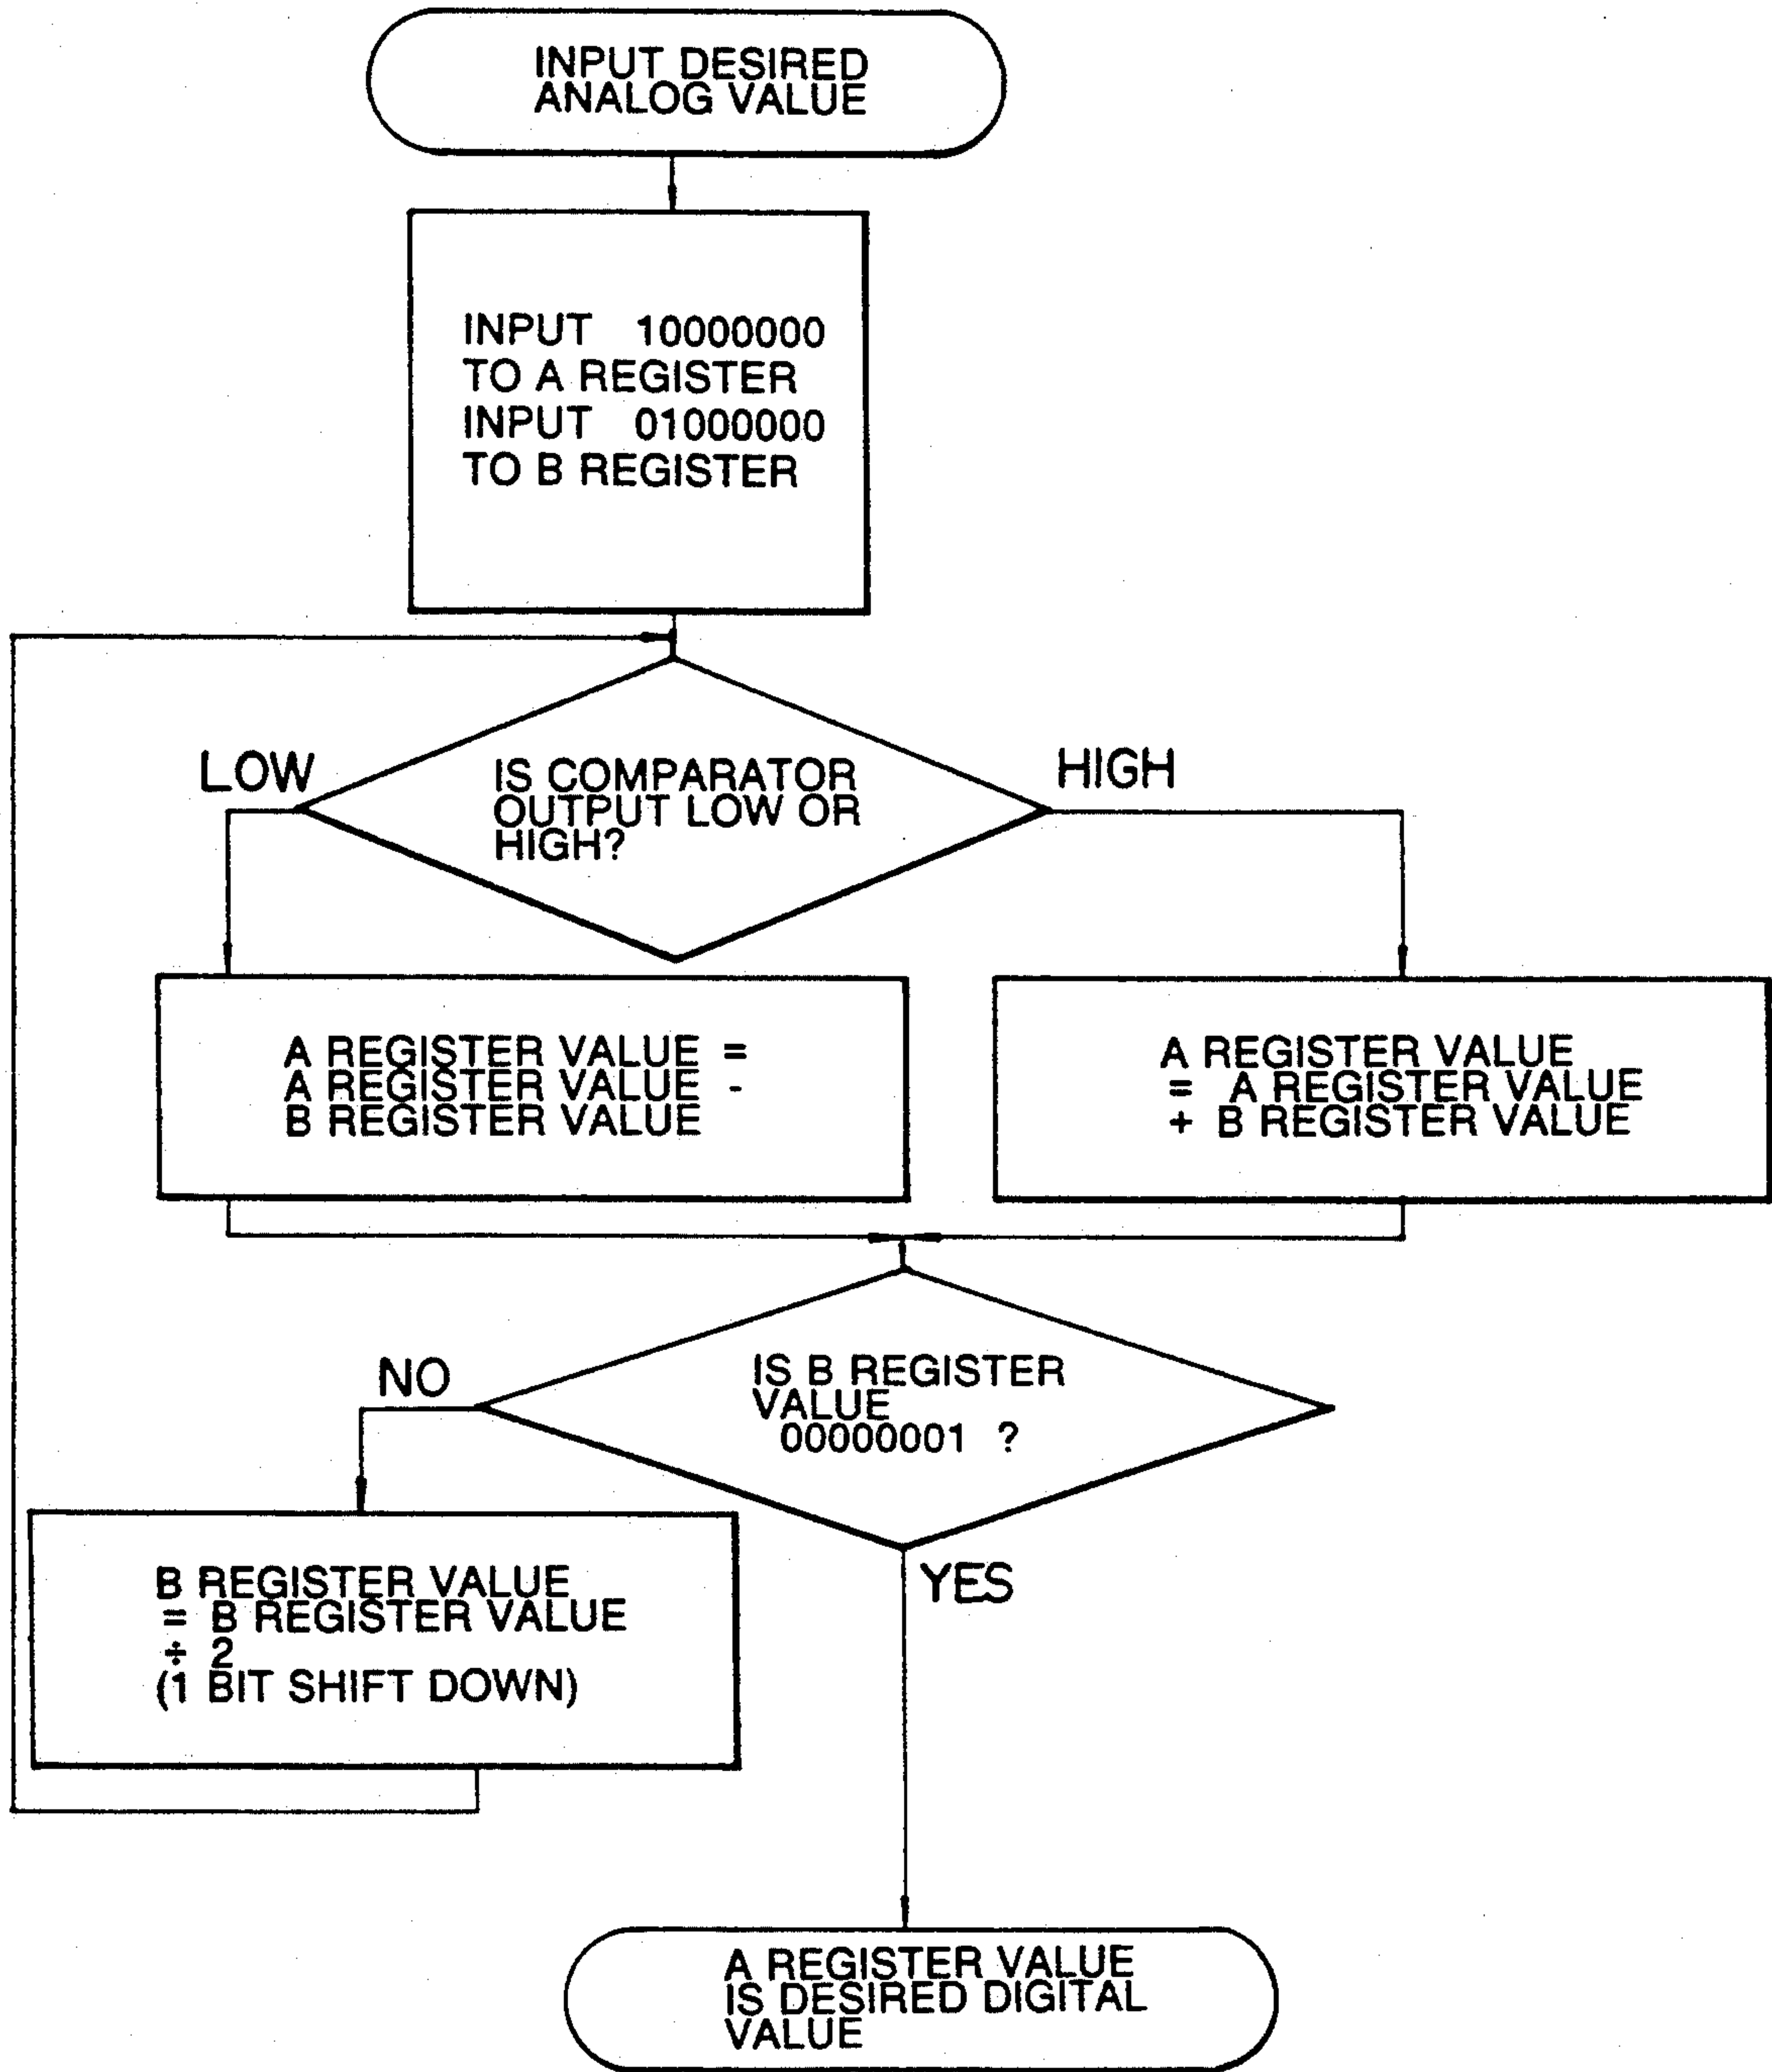 INPUT DESIRED
ANALOG VALUE
INPUT 10000000
TO A REGISTER
INPUT 01000000
TO B REGISTER
LOW
HIGH
IS COMPARATOR
OUTPUT LOW OR
HIGH?
A REGISTER VALUE =
A REGISTER VALUE -
B REGISTER VALUE
A REGISTER VALUE
= A REGISTER VALUE
+ B REGISTER VALUE
NO
IS B REGISTER
VALUE
00000001 ?
YES
B REGISTER VALUE
= B REGISTER VALUE
÷ 2
(1 BIT SHIFT DOWN)
A REGISTER VALUE
IS DESIRED DIGITAL
VALUE